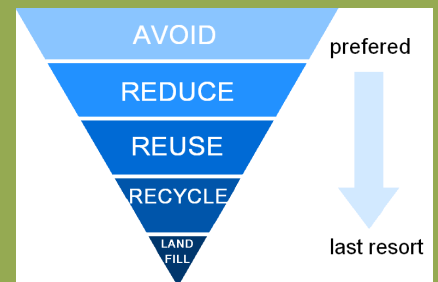 AVOID
prefered
REDUCE
REUSE
RECYCLE
LAND
FILL
last resort